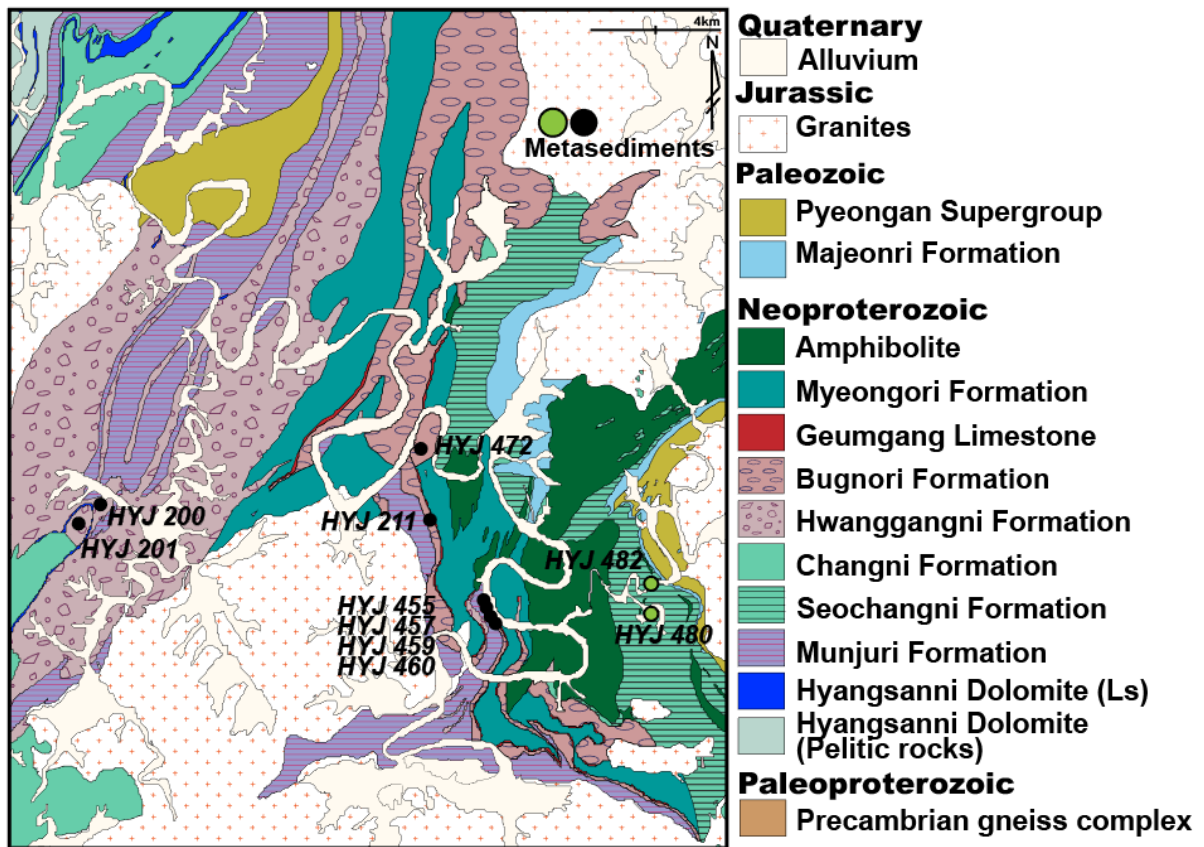 4km
N
Metasediments
HYJ 472
HYJ 200
HYJ 211
HYJ 201
HYJ 482
HYJ 455
HYJ 457
HYJ 480
HYJ 459
HYJ 460
Quaternary
Alluvium
Jurassic
Granites
Paleozoic
Pyeongan Supergroup
Majeonri Formation
Neoproterozoic
Amphibolite
Myeongori Formation
Geumgang Limestone
Bugnori Formation
Hwanggangni Formation
Changni Formation
Seochangni Formation
Munjuri Formation
Hyangsanni Dolomite (Ls)
Hyangsanni Dolomite
(Pelitic rocks)
Paleoproterozoic
Precambrian gneiss complex